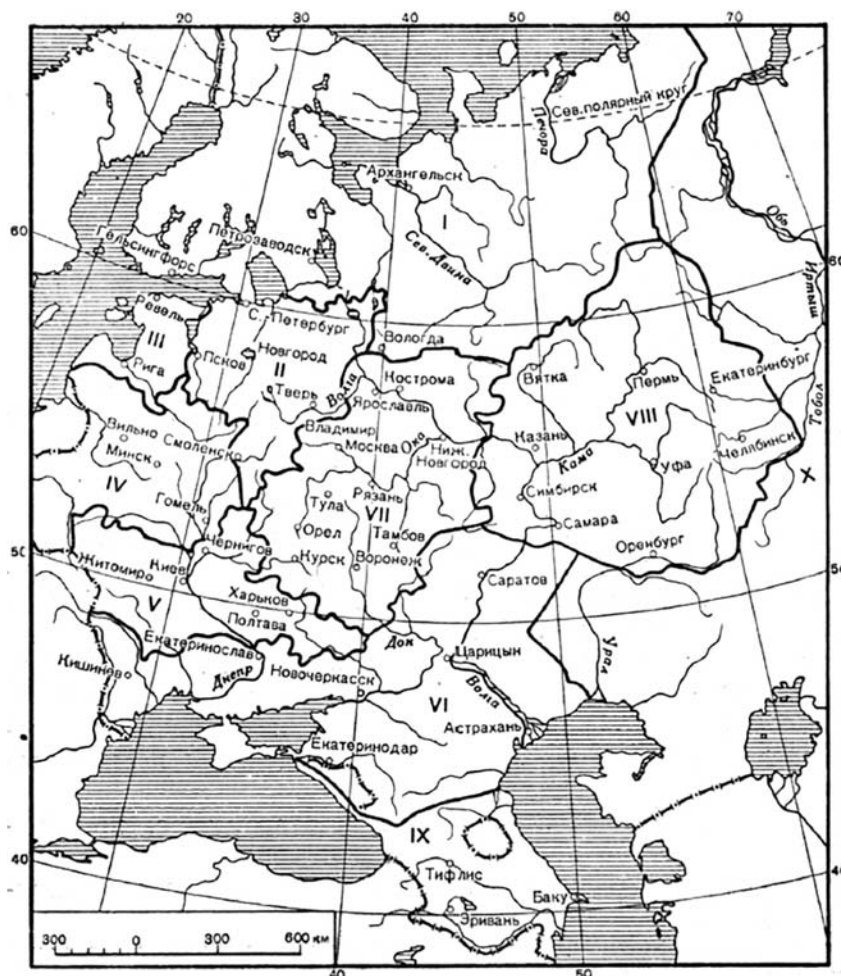 20
30
40
50
60
70
Печора
Сев. полярный круг
Архангельск
I
Обь
60
Гельсингфорс
Петрозаводск
Сев. Двина
60
Иртыш
Ревель
С.-Петербург
Вологда
III
Псков
Новгород
II
Кострома
Вятка
Пермь
Екатеринбург
Рига
Тверь
Волга
Ярославль
VIII
Тобол
Вильно
Смоленск
Владимир
Москва
Ока
Ниж.
Новгород
Казань
Кама
Уфа
Челябинск
Минск
X
IV
Рязань
Симбирск
Гомель
Тула
VII
Самара
Орел
Тамбов
Оренбург
50
Чернигов
Курск
Воронеж
50
Житомир
Киев
Саратов
V
Харьков
Полтава
Урал
Екатеринослав
Дон
Царицын
Кишинев
Днепр
Новочеркасск
Волга
VI
Астрахань
Екатеринодар
IX
40
40
Тифлис
Баку
Эривань
300 0 300 600 км
40
50